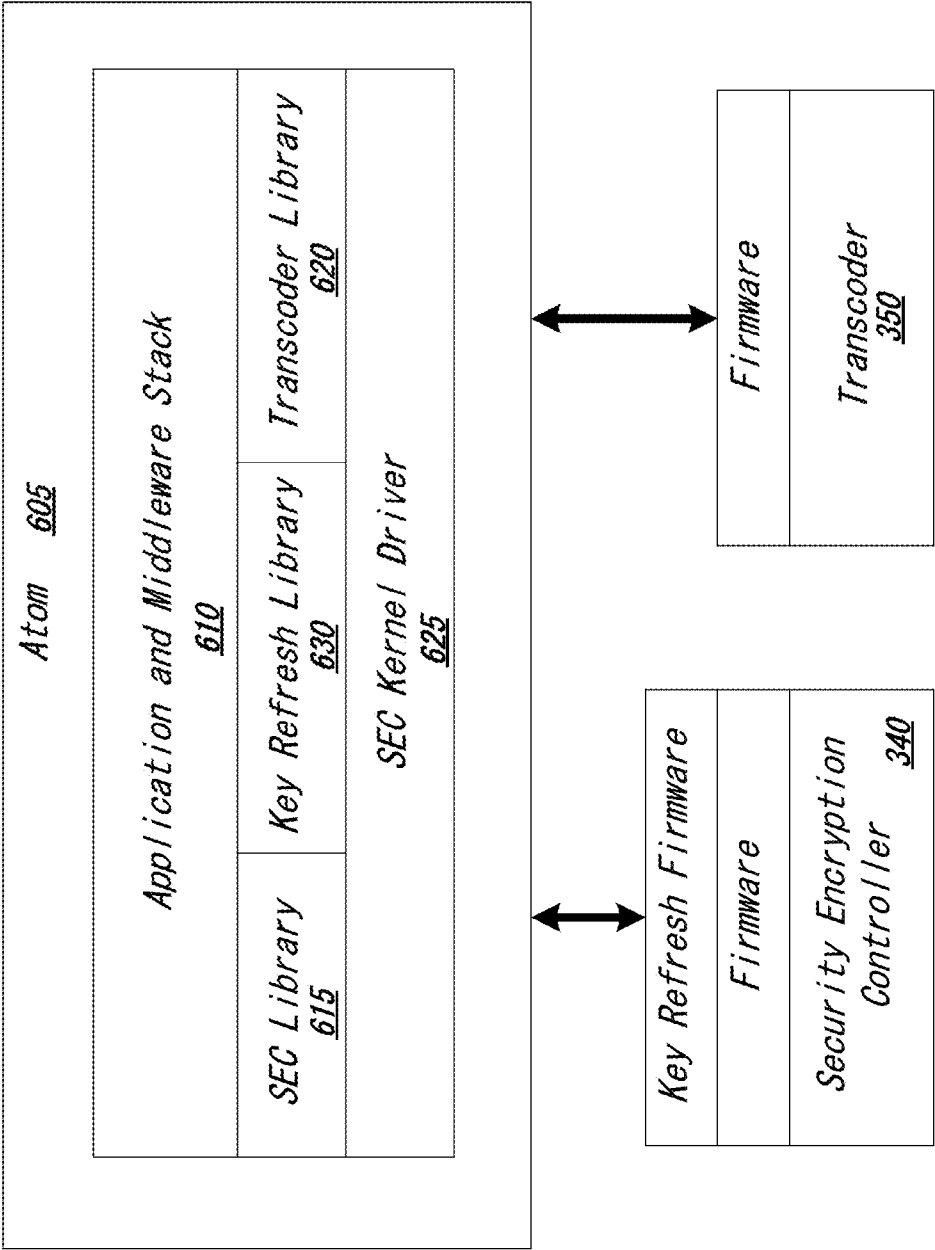 Atom 605
Application and Middleware Stack
610
SEC Library
615
Key Refresh Library
630
Transcoder Library
620
SEC Kernel Driver
625
Key Refresh Firmware
Firmware
Security Encryption
Controller
340
Firmware
Transcoder
350